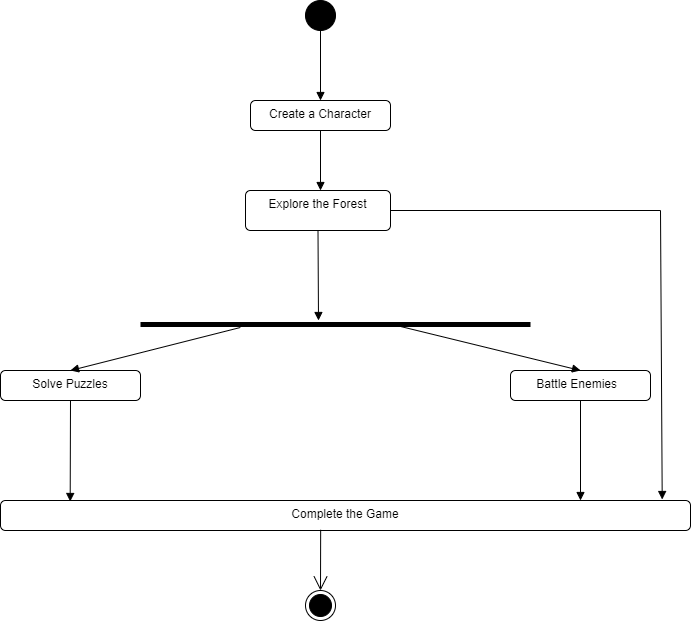 Create a Character
Explore the Forest
Solve Puzzles
Battle Enemies
Complete the Game